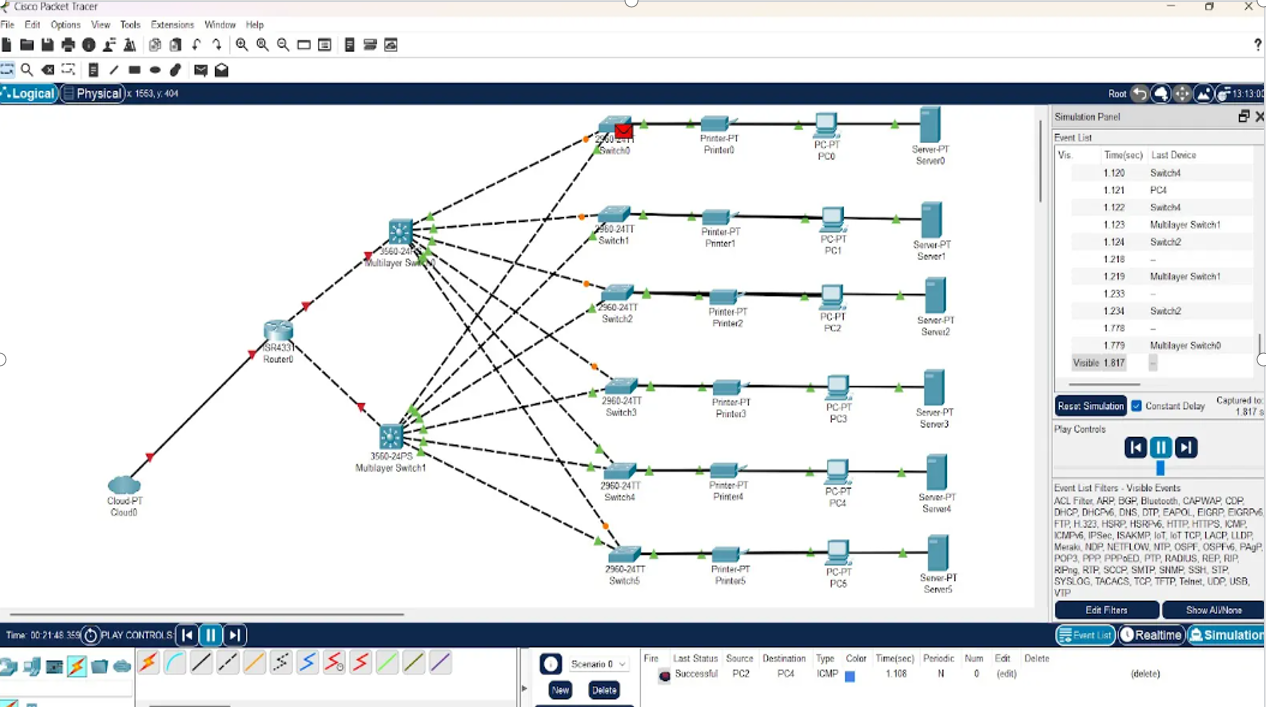 Cisco Packet Tracer
File Edit Options View Tools Extensions Window Help
?
Logical Physical x: 1553, y: 404
Root 13:13:00
2960-24TT
Switch0
Printer-PT
Printer0
PC-PT
PC0
Server-PT
Server0
2960-24TT
Switch1
Printer-PT
Printer1
PC-PT
PC1
Server-PT
Server1
3560-24PS
Multilayer Switch0
2960-24TT
Switch2
Printer-PT
Printer2
PC-PT
PC2
Server-PT
Server2
ISR4331
Router0
2960-24TT
Switch3
Printer-PT
Printer3
PC-PT
PC3
Server-PT
Server3
3560-24PS
Multilayer Switch1
2960-24TT
Switch4
Printer-PT
Printer4
PC-PT
PC4
Server-PT
Server4
Cloud-PT
Cloud0
2960-24TT
Switch5
Printer-PT
Printer5
PC-PT
PC5
Server-PT
Server5
Simulation Panel
Event List
Vis. Time(sec) Last Device
1.120 Switch4
1.121 PC4
1.122 Switch4
1.123 Multilayer Switch1
1.124 Switch2
1.218 --
1.219 Multilayer Switch1
1.233 --
1.234 Switch2
1.778 --
1.779 Multilayer Switch0
Visible 1.817 --
Reset Simulation Constant Delay Captured to:
1.817 s
Play Controls
Event List Filters - Visible Events
ACL Filter, ARP, BGP, Bluetooth, CAPWAP, CDP,
DHCP, DHCPv6, DNS, DTP, EAPOL, EIGRP, EIGRPv6,
FTP, H.323, HSRP, HSRPv6, HTTP, HTTPS, ICMP,
ICMPv6, IPSec, ISAKMP, IoT, IoT TCP, LACP, LLDP,
Meraki, NDP, NETFLOW, NTP, OSPF, OSPFv6, PAgP,
POP3, PPP, PPPoED, PTP, RADIUS, REP, RIP,
RIPng, RTP, SCCP, SMTP, SNMP, SSH, STP,
SYSLOG, TACACS, TCP, TFTP, Telnet, UDP, USB,
VTP
Edit Filters Show All/None
Time: 00:21:48.359 PLAY CONTROLS:
Event List Realtime Simulation
Scenario 0
New Delete
Fire Last Status Source Destination Type Color Time(sec) Periodic Num Edit Delete
Successful PC2 PC4 ICMP 1.108 N 0 (edit) (delete)